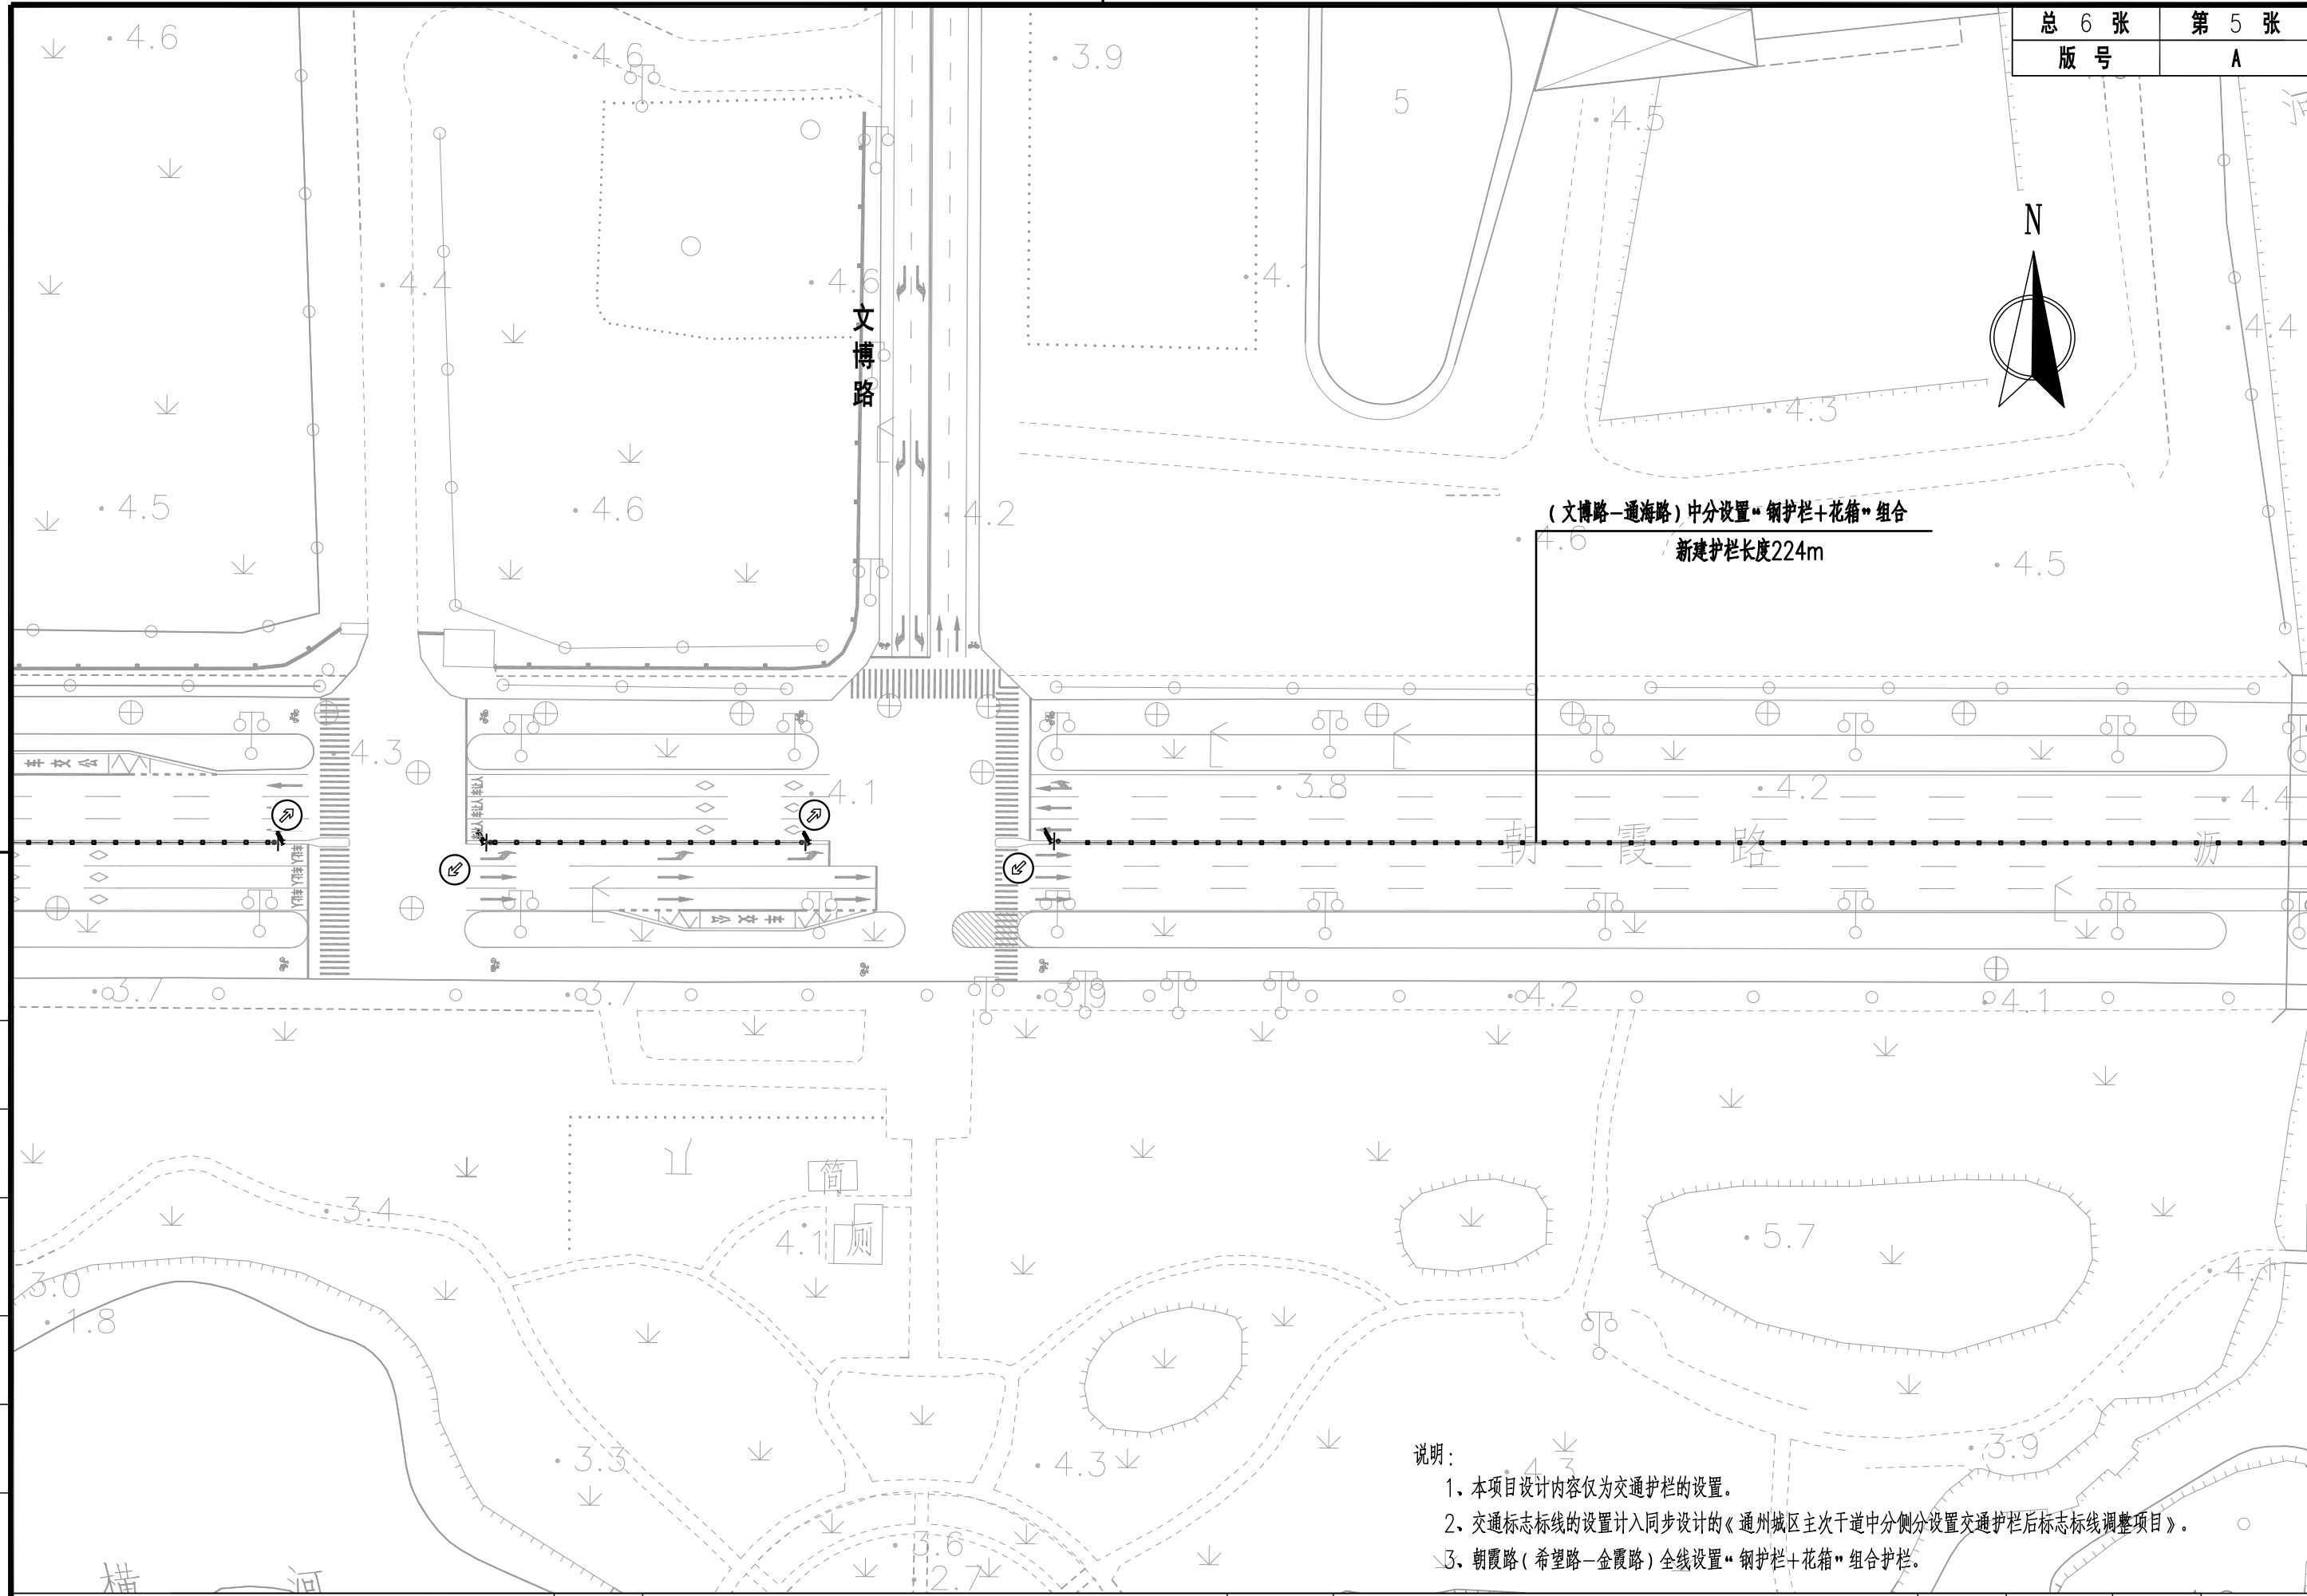 总 6 张 第 5 张
版 号 A
4.6
4.6
3.9
5
4.5
N
4.4
4.6
4.1
4.4
文博路
4.3
4.5
4.6
4.2
(文博路-通海路)中分设置“钢护栏+花箱”组合
新建护栏长度224m
4.6
4.5
4.3
4.1
3.8
4.2
4.4
朝霞路
沥
3.7
3.7
3.9
4.2
4.1
简
3.4
4.1
厕
5.7
4.1
3.0
1.8
3.3
4.3
4.3
3.9
说明:
1、本项目设计内容仅为交通护栏的设置。
2、交通标志标线的设置计入同步设计的《通州城区主次干道中分侧分设置交通护栏后标志标线调整项目》。
3、朝霞路(希望路-金霞路)全线设置“钢护栏+花箱”组合护栏。
3.6
2.7
横河